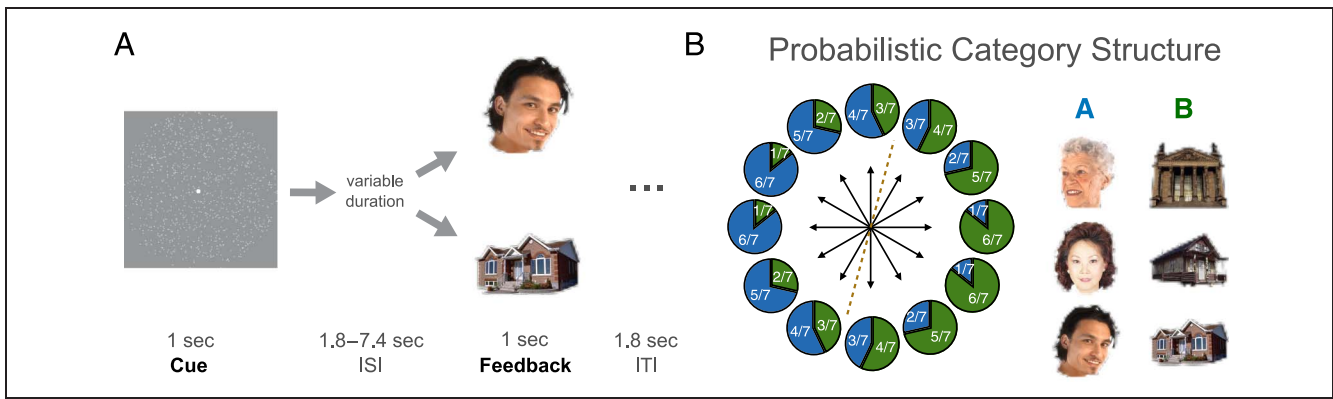 A
variable
duration
...
1 sec
Cue
1.8–7.4 sec
ISI
1 sec
Feedback
1.8 sec
ITI
B
Probabilistic Category Structure
4/7 3/7
3/7 4/7
2/7 5/7
1/7 6/7
1/7 6/7
2/7 5/7
3/7 4/7
4/7 3/7
5/7 2/7
6/7 1/7
6/7 1/7
5/7 2/7
A
B